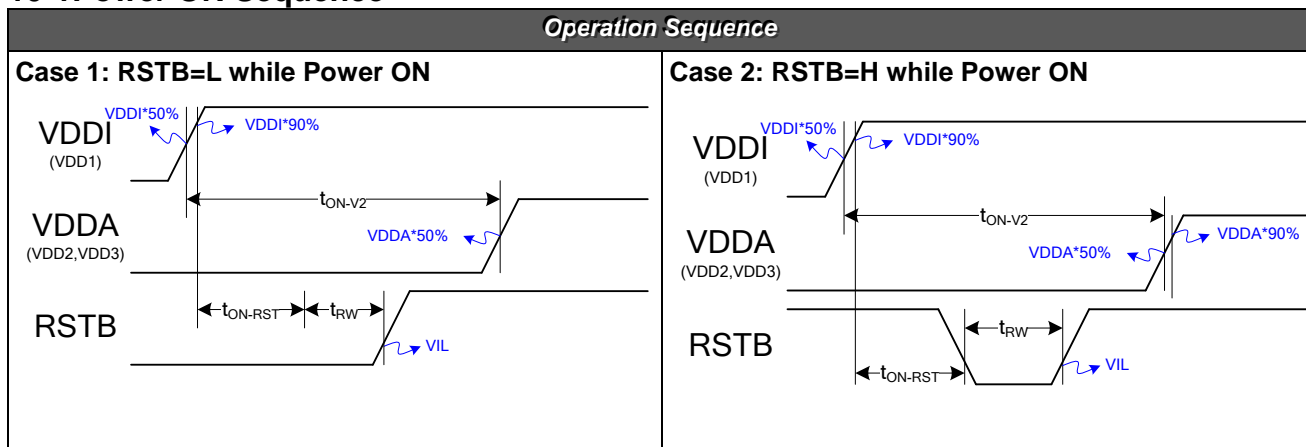 Operation Sequence
Case 1: RSTB=L while Power ON
VDDI*50%
VDDI*90%
VDDI
(VDD1)
tON-V2
VDDA
(VDD2,VDD3)
VDDA*50%
tON-RST
tRW
RSTB
VIL
Case 2: RSTB=H while Power ON
VDDI*50%
VDDI*90%
VDDI
(VDD1)
tON-V2
VDDA
(VDD2,VDD3)
VDDA*50%
VDDA*90%
RSTB
tRW
tON-RST
VIL